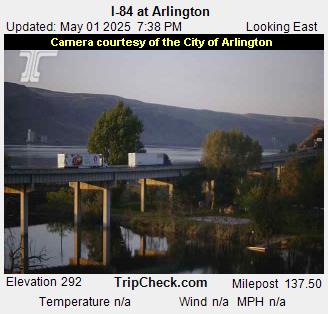 I-84 at Arlington
Updated: May 01 2025 7:38 PM Looking East
Camera courtesy of the City of Arlington
Elevation 292 TripCheck.com Milepost 137.50
Temperature n/a Wind n/a MPH n/a